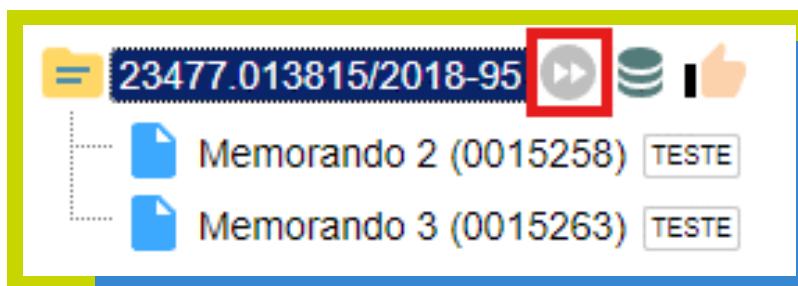 23477.013815/2018-95
Memorando 2 (0015258) TESTE
Memorando 3 (0015263) TESTE